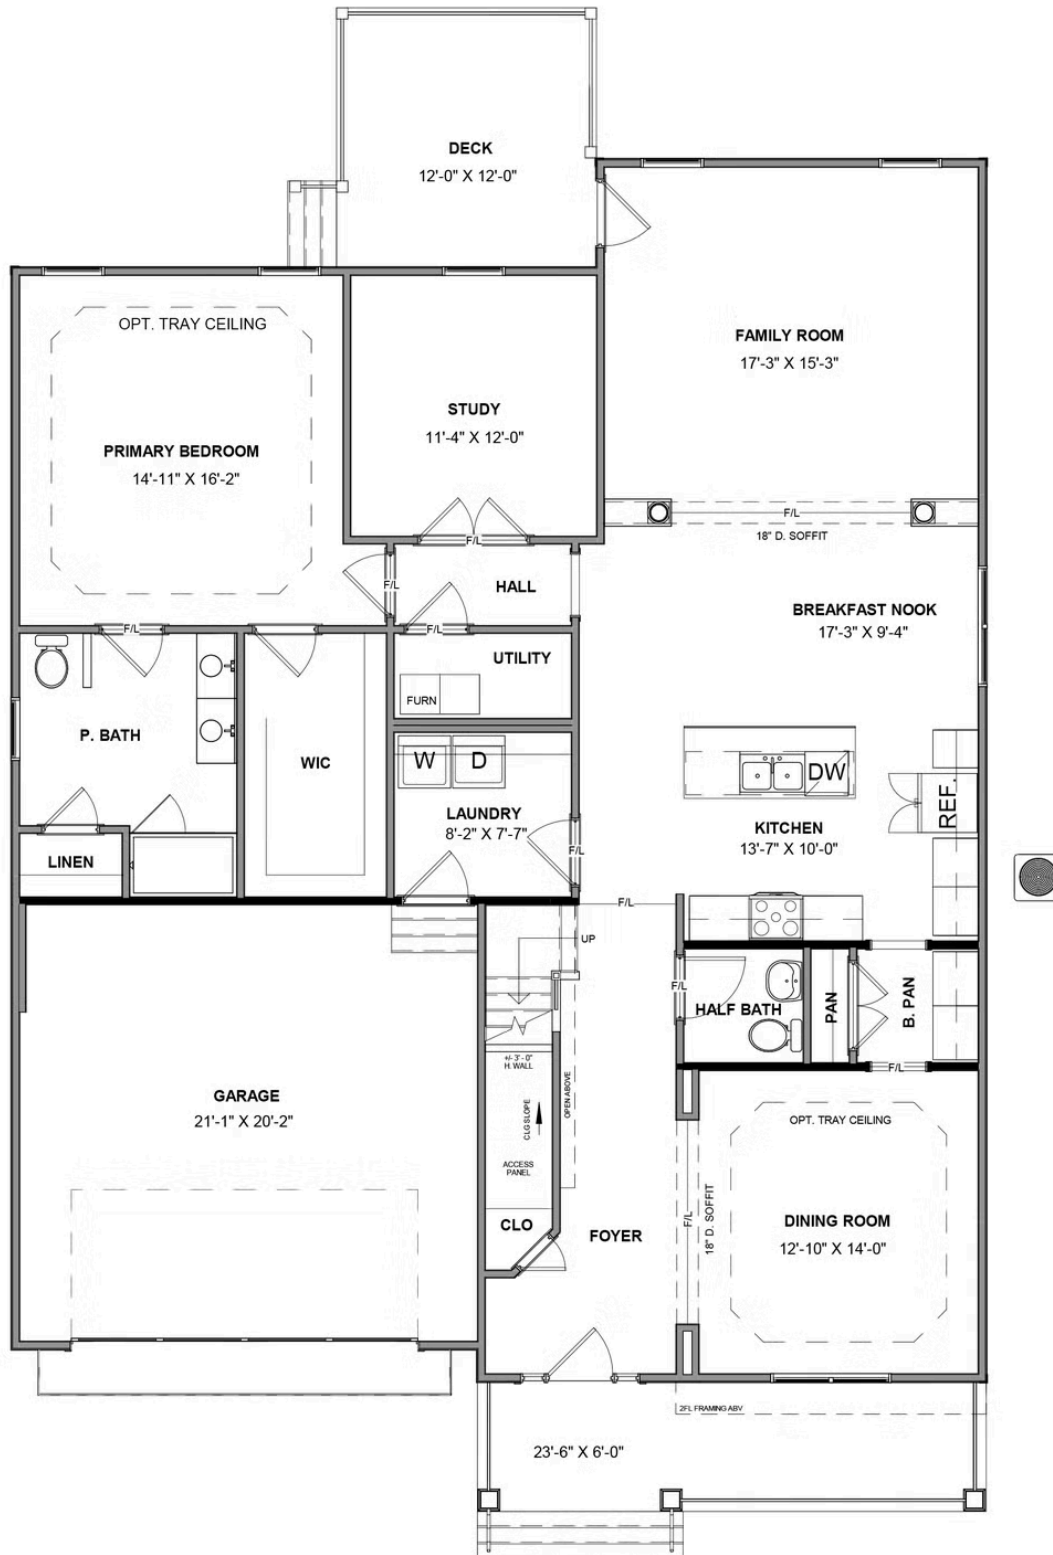 DECK
12'-0" X 12'-0"
OPT. TRAY CEILING
PRIMARY BEDROOM
14'-11" X 16'-2"
STUDY
11'-4" X 12'-0"
FAMILY ROOM
17'-3" X 15'-3"
F/L
18" D. SOFFIT
F/L
F/L
HALL
BREAKFAST NOOK
17'-3" X 9'-4"
F/L
F/L
UTILITY
FURN
P. BATH
WIC
W
D
LAUNDRY
8'-2" X 7'-7"
F/L
DW
REF.
KITCHEN
13'-7" X 10'-0"
LINEN
F/L
UP
F/L
HALF BATH
PAN
B. PAN
F/L
+/- 3'- 0"
H. WALL
OPEN ABOVE
CLG SLOPE
ACCESS
PANEL
CLO
GARAGE
21'-1" X 20'-2"
FOYER
F/L
18" D. SOFFIT
OPT. TRAY CEILING
DINING ROOM
12'-10" X 14'-0"
2FL FRAMING ABV
23'-6" X 6'-0"